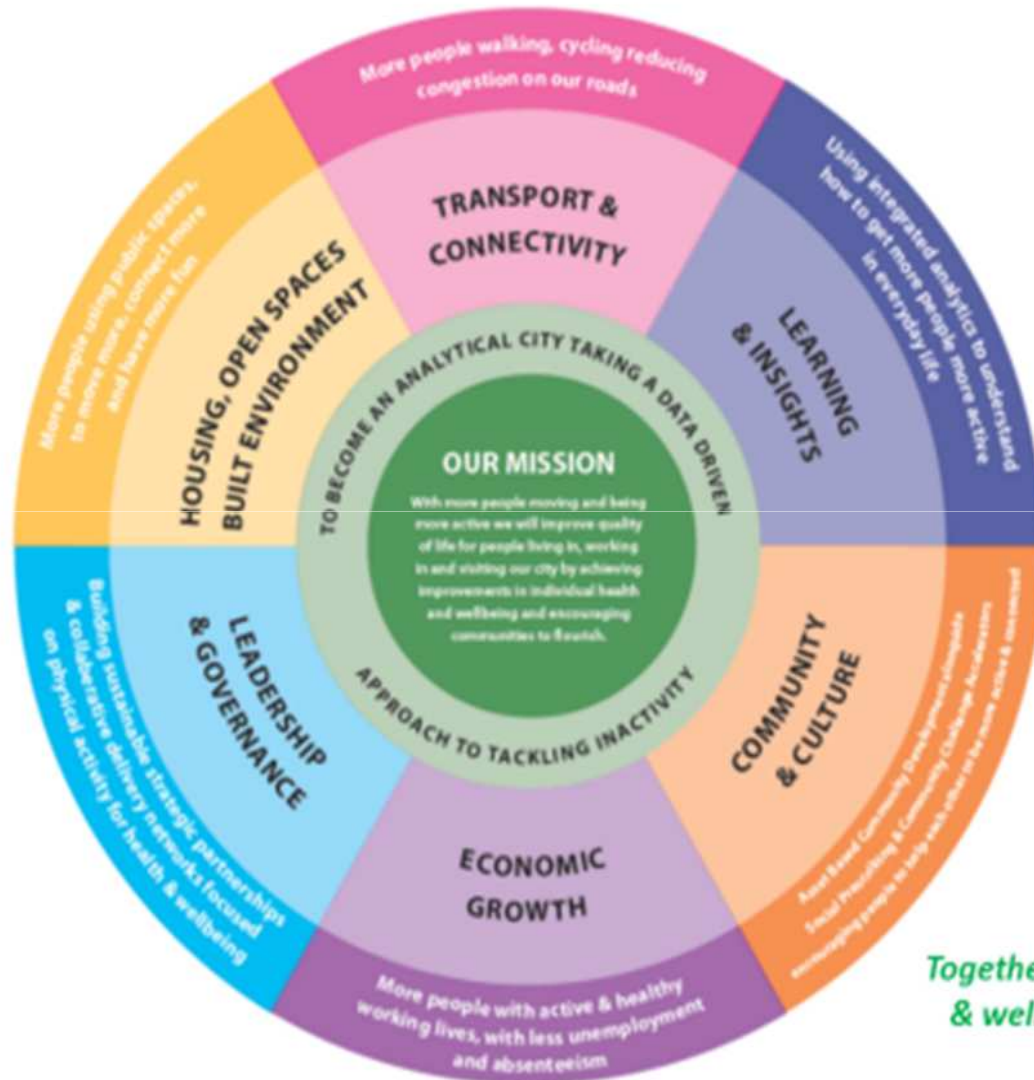 More people walking, cycling reducing
congestion on our roads
TRANSPORT &
CONNECTIVITY
Using integrated analytics to understand
how to get more people more active
in everyday life
LEARNING
& INSIGHTS
Asset Based Community Development alongside
Social Prescribing & Community Challenge Accelerators
encouraging people to help each other to be more active & connected
COMMUNITY
& CULTURE
ECONOMIC
GROWTH
More people with active & healthy
working lives, with less unemployment
and absenteeism
LEADERSHIP
& GOVERNANCE
Building sustainable strategic partnerships
& collaborative delivery networks focused
on physical activity for health & wellbeing
More people using public spaces,
to move more, connect more
and have more fun
HOUSING, OPEN SPACES
BUILT ENVIRONMENT
TO BECOME AN ANALYTICAL CITY TAKING A DATA DRIVEN
APPROACH TO TACKLING INACTIVITY
OUR MISSION
With more people moving and being
more active we will improve quality
of life for people living in, working
in and visiting our city by achieving
improvements in individual health
and wellbeing and encouraging
communities to flourish.
Togethe
& wel